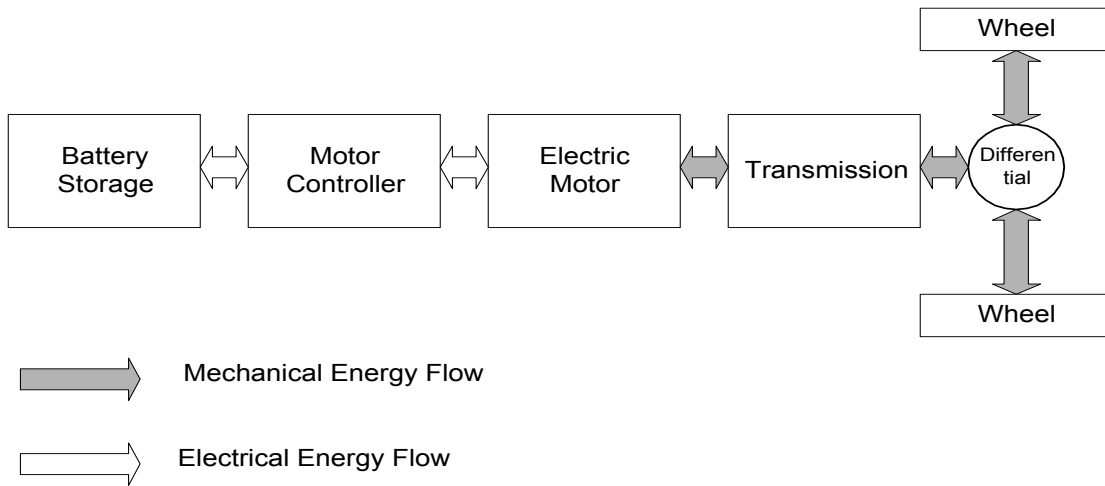 Wheel
Battery
Storage
Motor
Controller
Electric
Motor
Transmission
Differen
tial
Wheel
Mechanical Energy Flow
Electrical Energy Flow